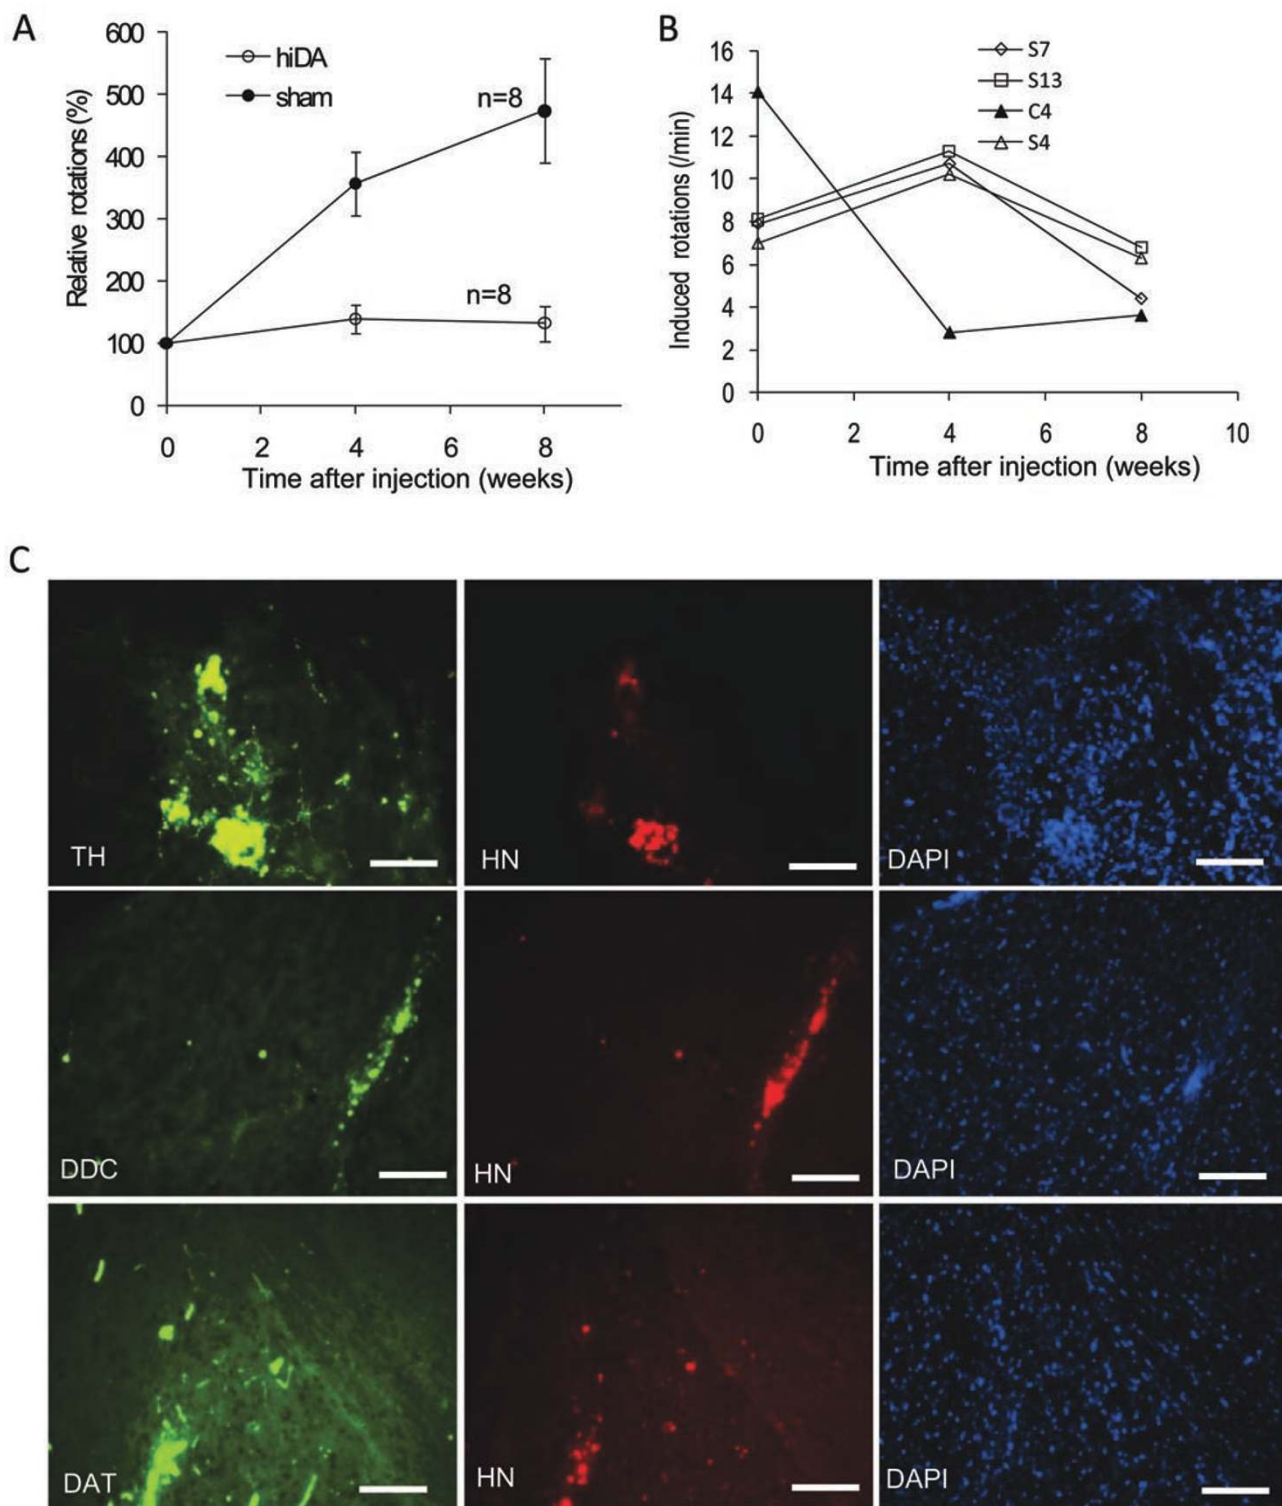 A
600
500
400
300
200
100
0
Relative rotations (%)
hiDA
sham
n=8
n=8
0 2 4 6 8
Time after injection (weeks)
B
16
14
12
10
8
6
4
2
0
Induced rotations (/min)
S7
S13
C4
S4
0 2 4 6 8 10
Time after injection (weeks)
C
TH HN DAPI
DDC HN DAPI
DAT HN DAPI